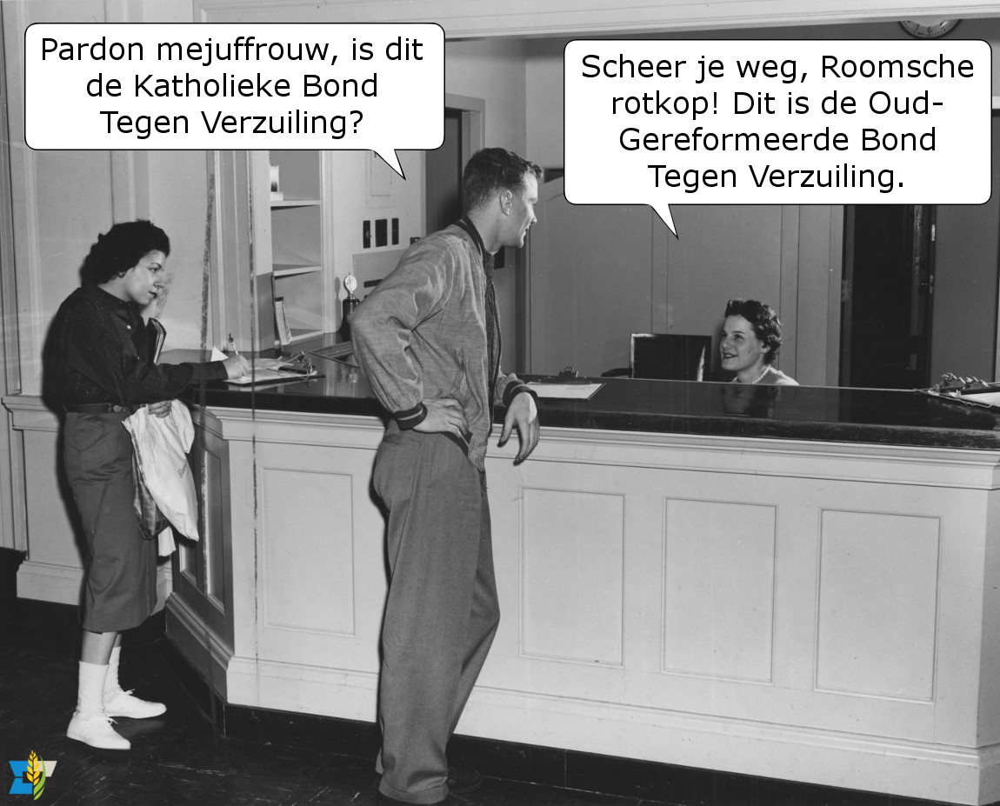 Pardon mejuffrouw, is dit
de Katholieke Bond
Tegen Verzuiling?
Scheer je weg, Roomsche
rotkop! Dit is de Oud-
Gereformeerde Bond
Tegen Verzuiling.